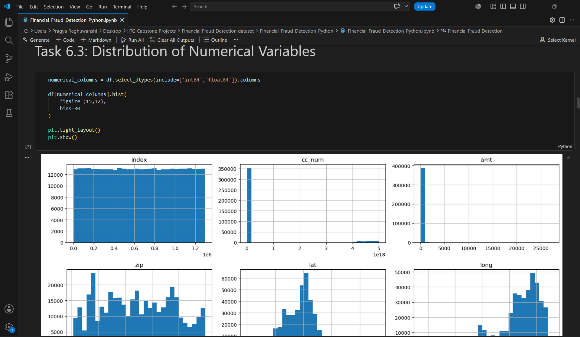 File Edit Selection View Go Run Terminal Help
Search
Update
Financial Fraud Detection Python.ipynb
C: > Users > Pragya Raghuwanshi > Desktop > ITC Capstone Projects > Financial Fraud Detection dataset > Financial Fraud Detection Python > Financial Fraud Detection Python.ipynb > Financial Fraud Detection
Generate + Code + Markdown Run All Clear All Outputs Outline ...
Select Kernel
Task 6.3: Distribution of Numerical Variables
numerical_columns = df.select_dtypes(include=['int64','float64']).columns
df[numerical_columns].hist(
figsize=(15,12),
bins=30
)
plt.tight_layout()
plt.show()
Python
index
cc_num
amt
12000
10000
8000
6000
4000
2000
0
0.0 0.2 0.4 0.6 0.8 1.0 1.2
1e6
350000
300000
250000
200000
150000
100000
50000
0
0 1 2 3 4 5
1e18
400000
300000
200000
100000
0
0 5000 10000 15000 20000 25000
zip
lat
long
20000
15000
10000
5000
60000
50000
40000
30000
20000
10000
50000
40000
30000
20000
10000